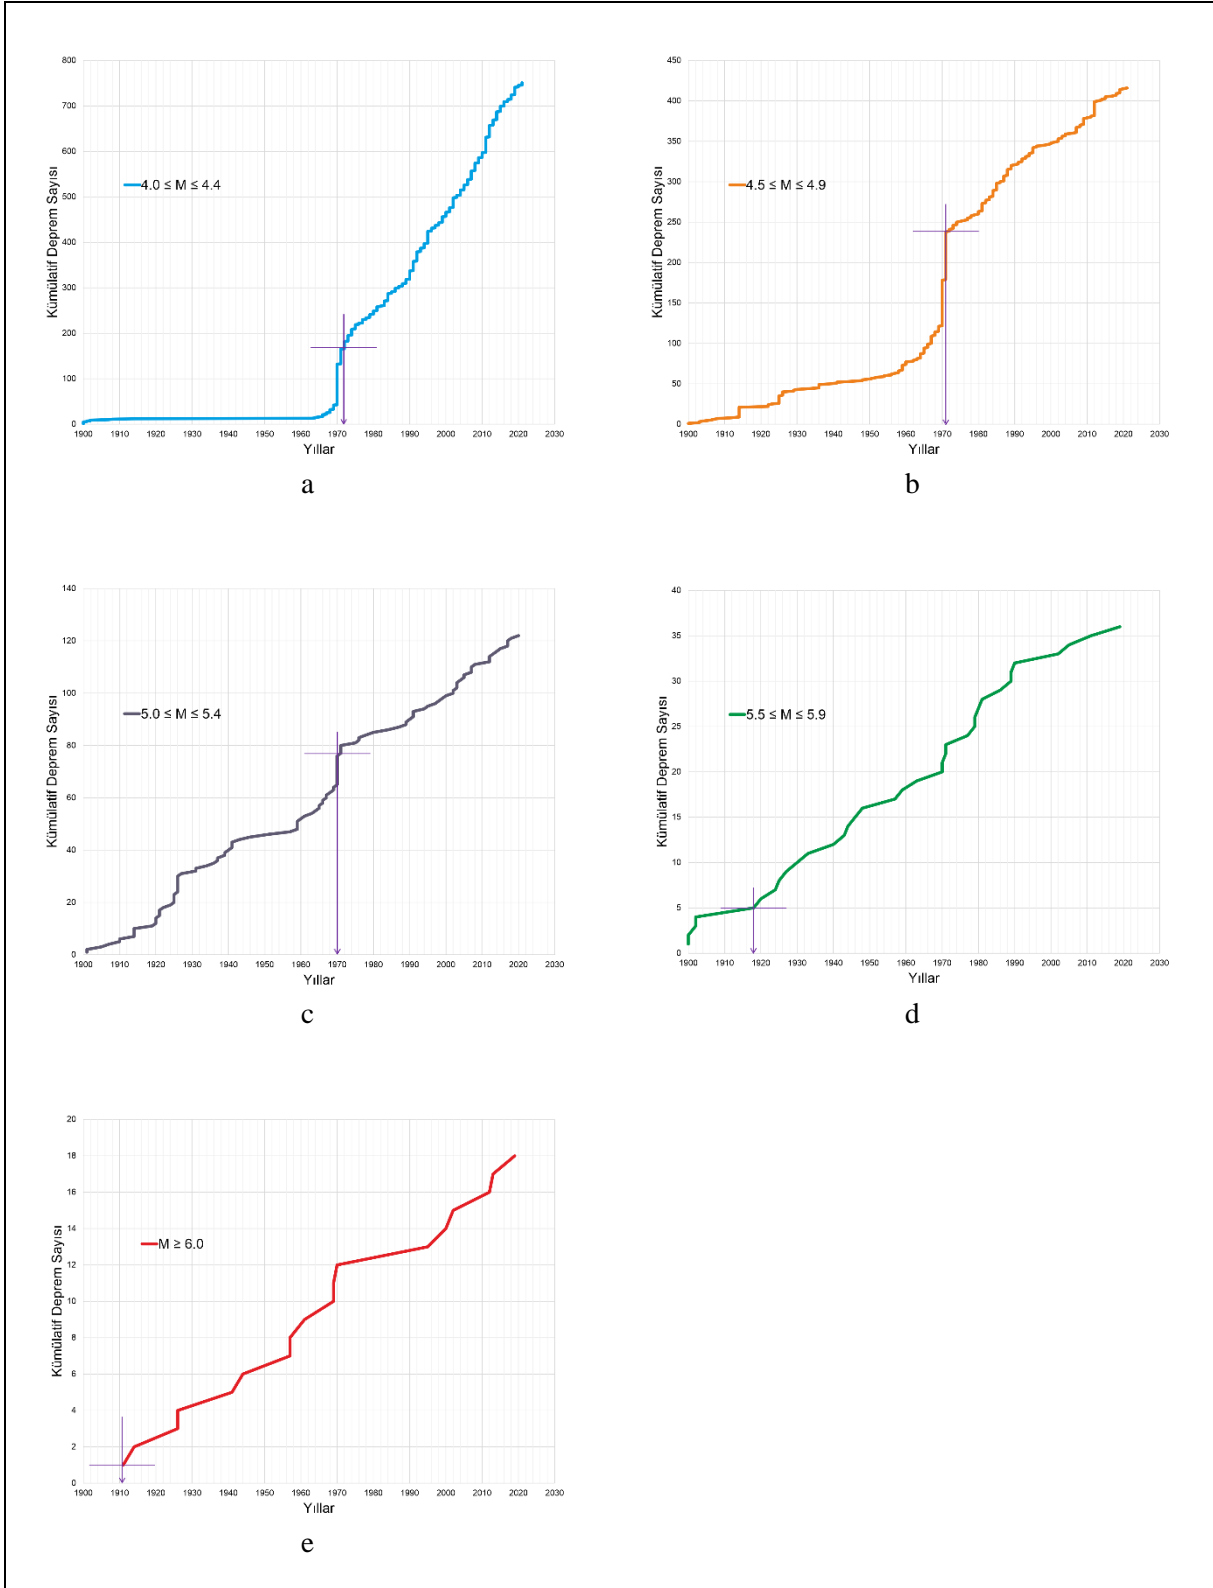 800
700
600
500
400
300
200
100
0
Kümülatif Deprem Sayısı
4.0 ≤ M ≤ 4.4
1900 1910 1920 1930 1940 1950 1960 1970 1980 1990 2000 2010 2020 2030
Yıllar
a
450
400
350
300
250
200
150
100
50
0
Kümülatif Deprem Sayısı
4.5 ≤ M ≤ 4.9
1900 1910 1920 1930 1940 1950 1960 1970 1980 1990 2000 2010 2020 2030
Yıllar
b
140
120
100
80
60
40
20
0
Kümülatif Deprem Sayısı
5.0 ≤ M ≤ 5.4
1900 1910 1920 1930 1940 1950 1960 1970 1980 1990 2000 2010 2020 2030
Yıllar
c
40
35
30
25
20
15
10
5
0
Kümülatif Deprem Sayısı
5.5 ≤ M ≤ 5.9
1900 1910 1920 1930 1940 1950 1960 1970 1980 1990 2000 2010 2020 2030
Yıllar
d
20
18
16
14
12
10
8
6
4
2
0
Kümülatif Deprem Sayısı
M ≥ 6.0
1900 1910 1920 1930 1940 1950 1960 1970 1980 1990 2000 2010 2020 2030
Yıllar
e